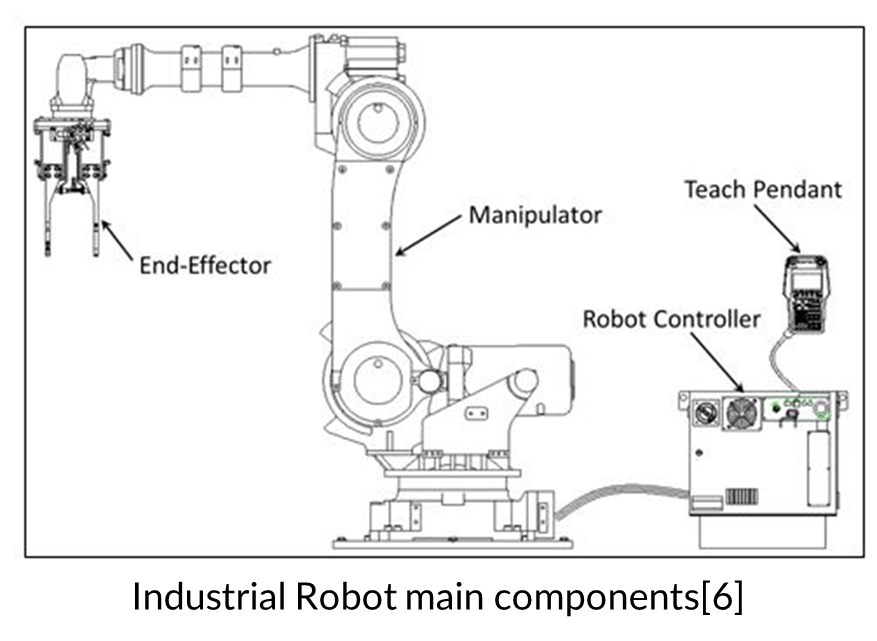 Teach Pendant
Manipulator
End-Effector
Robot Controller
Industrial Robot main components[6]